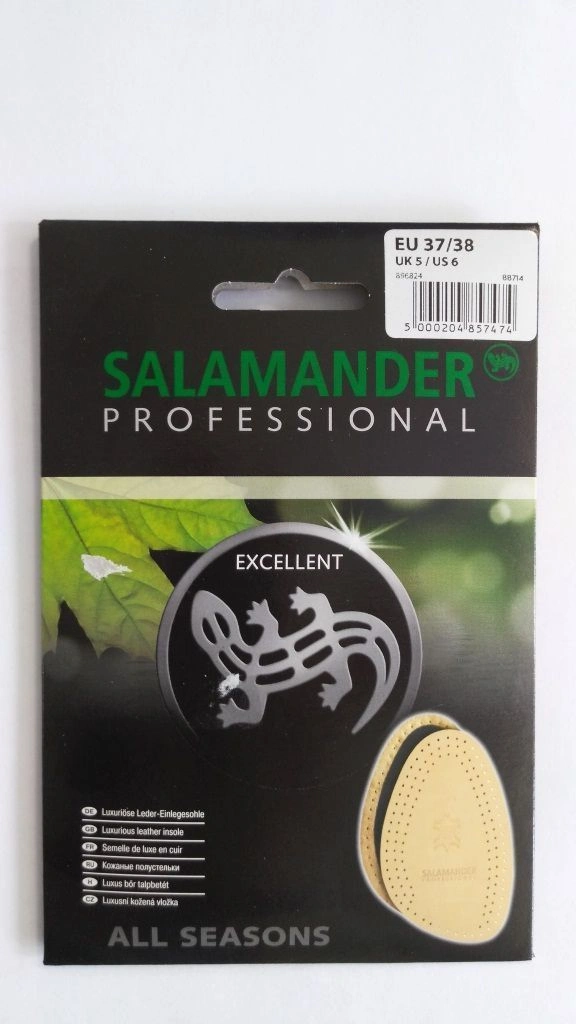 EU 37/38
UK 5 / US 6
896824 88714
5 000204 857474
SALAMANDER
PROFESSIONAL
EXCELLENT
DE Luxuriöse Leder-Einlegesohle
GB Luxurious leather insole
FR Semelle de luxe en cuir
RU Кожаные полустельки
H Luxus bőr talpbetét
CZ Luxusní kožená vložka
SALAMANDER
PROFESSIONAL
ALL SEASONS